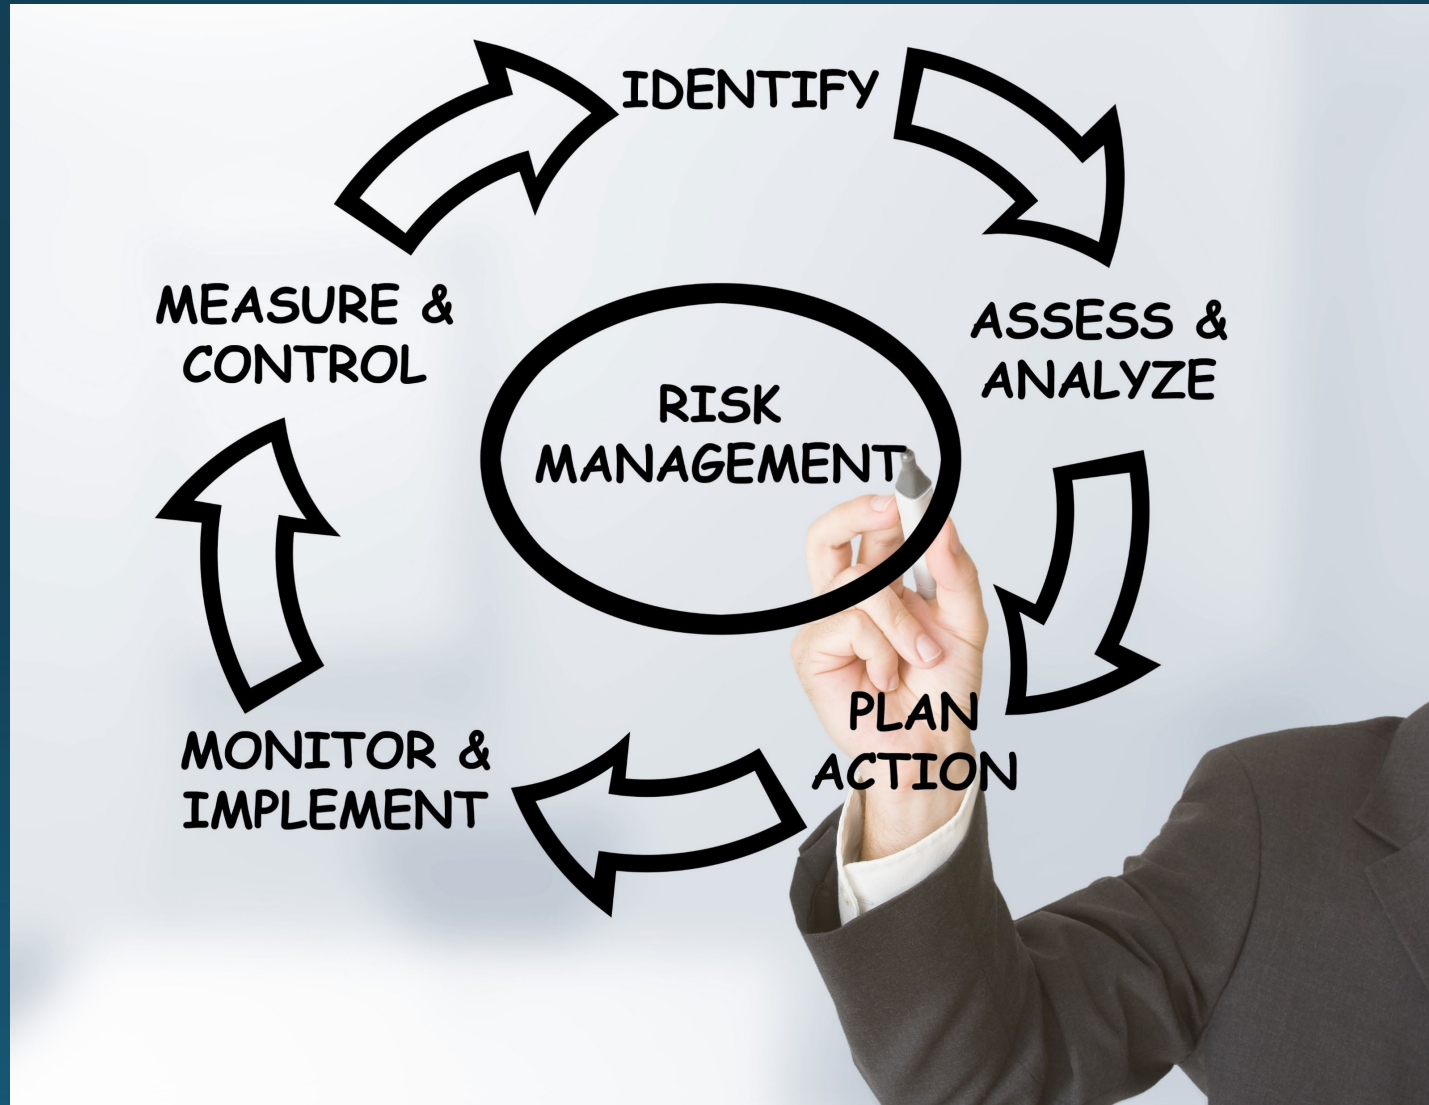 IDENTIFY
ASSESS &
ANALYZE
PLAN
ACTION
MONITOR &
IMPLEMENT
MEASURE &
CONTROL
RISK
MANAGEMENT